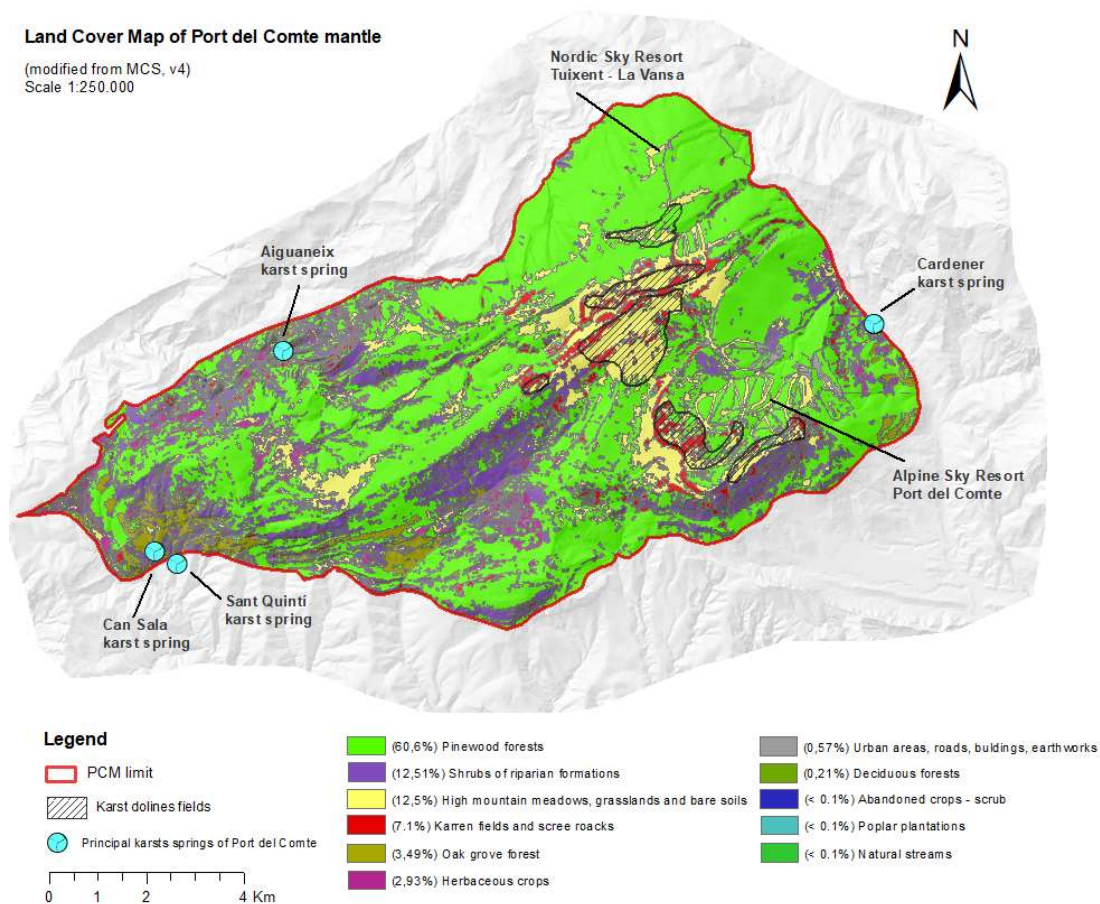 Land Cover Map of Port del Comte mantle
(modified from MCS, v4)
Scale 1:250.000
Nordic Sky Resort
Tuixent - La Vansa
N
Aiguaneix
karst spring
Cardener
karst spring
Alpine Sky Resort
Port del Comte
Sant Quintí
karst spring
Can Sala
karst spring
Legend
PCM limit
Karst dolines fields
Principal karsts springs of Port del Comte
0 1 2 4 Km
(60,6%) Pinewood forests
(12,51%) Shrubs of riparian formations
(12,5%) High mountain meadows, grasslands and bare soils
(7.1%) Karren fields and scree roacks
(3,49%) Oak grove forest
(2,93%) Herbaceous crops
(0,57%) Urban areas, roads, buldings, earthworks
(0,21%) Deciduous forests
(< 0.1%) Abandoned crops - scrub
(< 0.1%) Poplar plantations
(< 0.1%) Natural streams